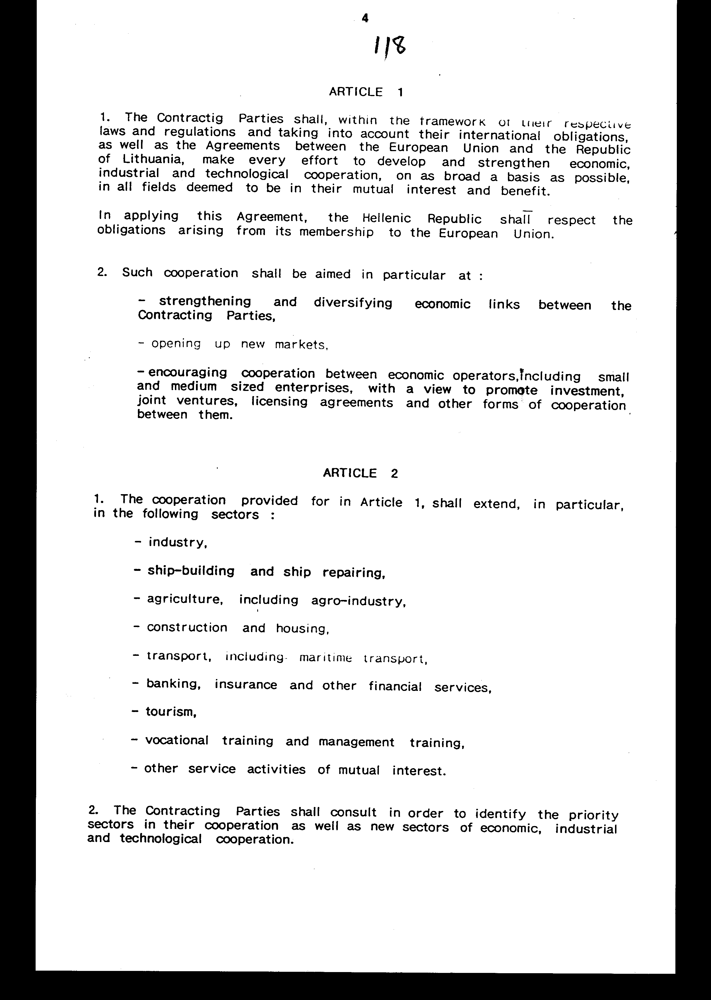 4
118
ARTICLE 1
1. The Contractig Parties shall, within the framework of their respective
laws and regulations and taking into account their international obligations,
as well as the Agreements between the European Union and the Republic
of Lithuania, make every effort to develop and strengthen economic,
industrial and technological cooperation, on as broad a basis as possible,
in all fields deemed to be in their mutual interest and benefit.
In applying this Agreement, the Hellenic Republic shall respect the
obligations arising from its membership to the European Union.
2. Such cooperation shall be aimed in particular at :
- strengthening and diversifying economic links between the
Contracting Parties,
- opening up new markets,
- encouraging cooperation between economic operators,including small
and medium sized enterprises, with a view to promote investment,
joint ventures, licensing agreements and other forms of cooperation
between them.
ARTICLE 2
1. The cooperation provided for in Article 1, shall extend, in particular,
in the following sectors :
- industry,
- ship-building and ship repairing,
- agriculture, including agro-industry,
- construction and housing,
- transport, including maritime transport,
- banking, insurance and other financial services,
- tourism,
- vocational training and management training,
- other service activities of mutual interest.
2. The Contracting Parties shall consult in order to identify the priority
sectors in their cooperation as well as new sectors of economic, industrial
and technological cooperation.